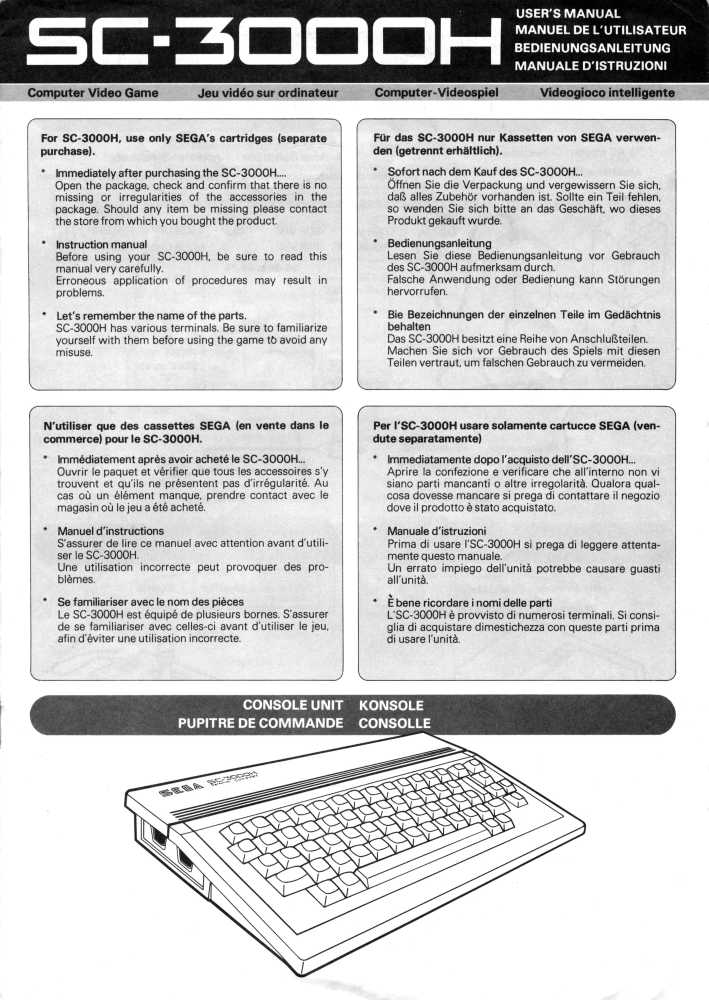 SC-3000H
USER'S MANUAL
MANUEL DE L'UTILISATEUR
BEDIENUNGSANLEITUNG
MANUALE D'ISTRUZIONI
Computer Video Game Jeu vidéo sur ordinateur Computer-Videospiel Videogioco intelligente
For SC-3000H, use only SEGA's cartridges (separate
purchase).
* Immediately after purchasing the SC-3000H....
Open the package, check and confirm that there is no
missing or irregularities of the accessories in the
package. Should any item be missing please contact
the store from which you bought the product.
* Instruction manual
Before using your SC-3000H, be sure to read this
manual very carefully.
Erroneous application of procedures may result in
problems.
* Let's remember the name of the parts.
SC-3000H has various terminals. Be sure to familiarize
yourself with them before using the game to avoid any
misuse.
Für das SC-3000H nur Kassetten von SEGA verwen-
den (getrennt erhältlich).
* Sofort nach dem Kauf des SC-3000H...
Öffnen Sie die Verpackung und vergewissern Sie sich,
daß alles Zubehör vorhanden ist. Sollte ein Teil fehlen,
so wenden Sie sich bitte an das Geschäft, wo dieses
Produkt gekauft wurde.
* Bedienungsanleitung
Lesen Sie diese Bedienungsanleitung vor Gebrauch
des SC-3000H aufmerksam durch.
Falsche Anwendung oder Bedienung kann Störungen
hervorrufen.
* Bie Bezeichnungen der einzelnen Teile im Gedächtnis
behalten
Das SC-3000H besitzt eine Reihe von Anschlußteilen.
Machen Sie sich vor Gebrauch des Spiels mit diesen
Teilen vertraut, um falschen Gebrauch zu vermeiden.
N'utiliser que des cassettes SEGA (en vente dans le
commerce) pour le SC-3000H.
* Immédiatement après avoir acheté le SC-3000H...
Ouvrir le paquet et vérifier que tous les accessoires s'y
trouvent et qu'ils ne présentent pas d'irrégularité. Au
cas où un élément manque, prendre contact avec le
magasin où le jeu a été acheté.
* Manuel d'instructions
S'assurer de lire ce manuel avec attention avant d'utili-
ser le SC-3000H.
Une utilisation incorrecte peut provoquer des pro-
blèmes.
* Se familiariser avec le nom des pièces
Le SC-3000H est équipé de plusieurs bornes. S'assurer
de se familiariser avec celles-ci avant d'utiliser le jeu,
afin d'éviter une utilisation incorrecte.
Per l'SC-3000H usare solamente cartucce SEGA (ven-
dute separatamente)
* Immediatamente dopo l'acquisto dell'SC-3000H...
Aprire la confezione e verificare che all'interno non vi
siano parti mancanti o altre irregolarità. Qualora qual-
cosa dovesse mancare si prega di contattare il negozio
dove il prodotto è stato acquistato.
* Manuale d'istruzioni
Prima di usare l'SC-3000H si prega di leggere attenta-
mente questo manuale.
Un errato impiego dell'unità potrebbe causare guasti
all'unità.
* È bene ricordare i nomi delle parti
L'SC-3000H è provvisto di numerosi terminali. Si consi-
glia di acquistare dimestichezza con queste parti prima
di usare l'unità.
CONSOLE UNIT KONSOLE
PUPITRE DE COMMANDE CONSOLLE
SEGA SC-3000H